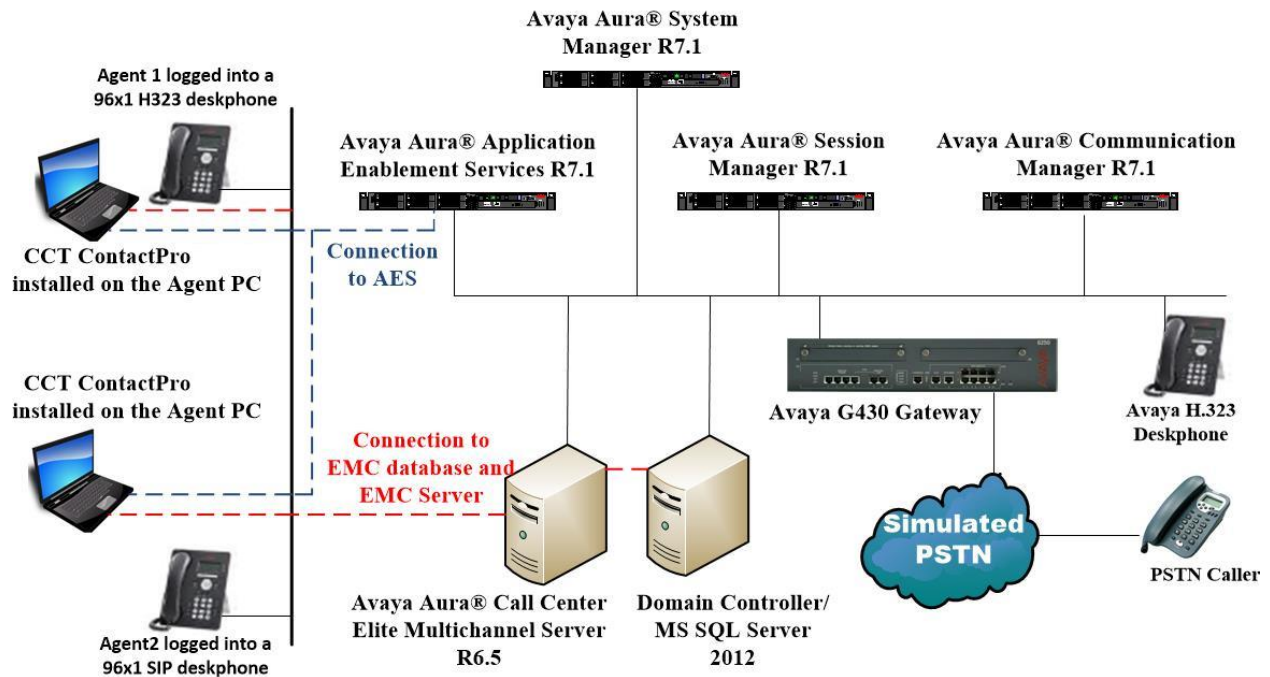 Avaya Aura® System
Manager R7.1
Agent 1 logged into a
96x1 H323 deskphone
Avaya Aura® Application
Enablement Services R7.1
Avaya Aura® Session
Manager R7.1
Avaya Aura® Communication
Manager R7.1
CCT ContactPro
installed on the Agent PC
Connection
to AES
CCT ContactPro
installed on the Agent PC
Connection to
EMC database and
EMC Server
Avaya G430 Gateway
Avaya H.323
Deskphone
Simulated
PSTN
PSTN Caller
Avaya Aura® Call Center
Elite Multichannel Server
R6.5
Domain Controller/
MS SQL Server
2012
Agent2 logged into a
96x1 SIP deskphone